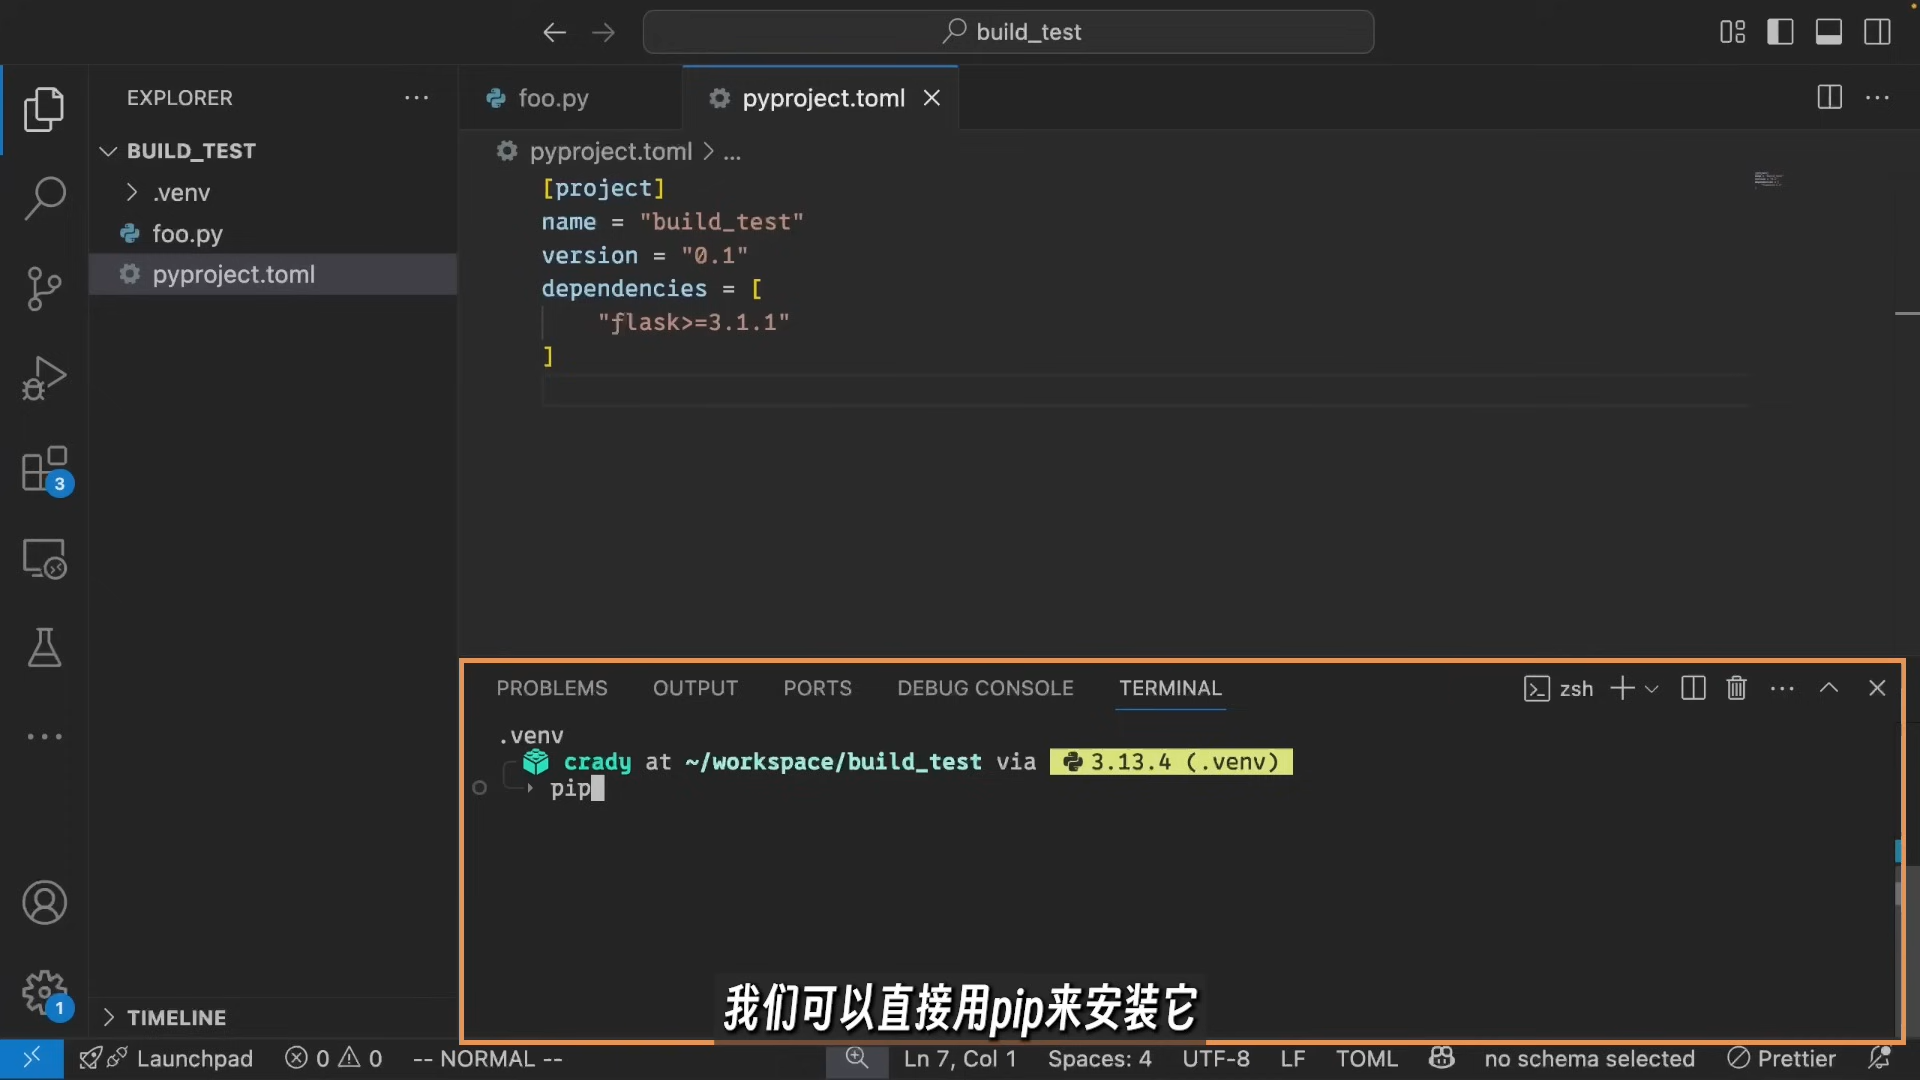 build_test
EXPLORER
BUILD_TEST
.venv
foo.py
pyproject.toml
TIMELINE
foo.py
pyproject.toml
pyproject.toml > ...
[project]
name = "build_test"
version = "0.1"
dependencies = [
"flask>=3.1.1"
]
PROBLEMS OUTPUT PORTS DEBUG CONSOLE TERMINAL
zsh
.venv
crady at ~/workspace/build_test via 3.13.4 (.venv)
pip
我们可以直接用pip来安装它
3
1
Launchpad 0 0 -- NORMAL -- Ln 7, Col 1 Spaces: 4 UTF-8 LF TOML no schema selected Prettier